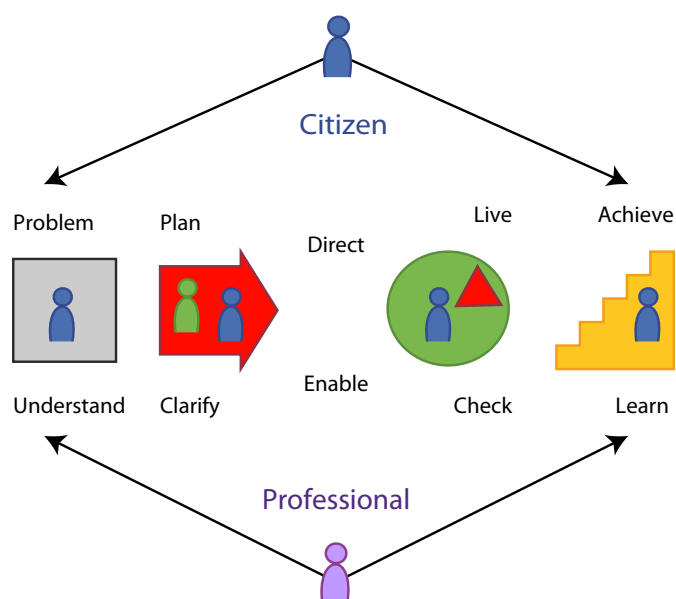 Citizen
Problem
Plan
Direct
Live
Achieve
Understand
Clarify
Enable
Check
Learn
Professional